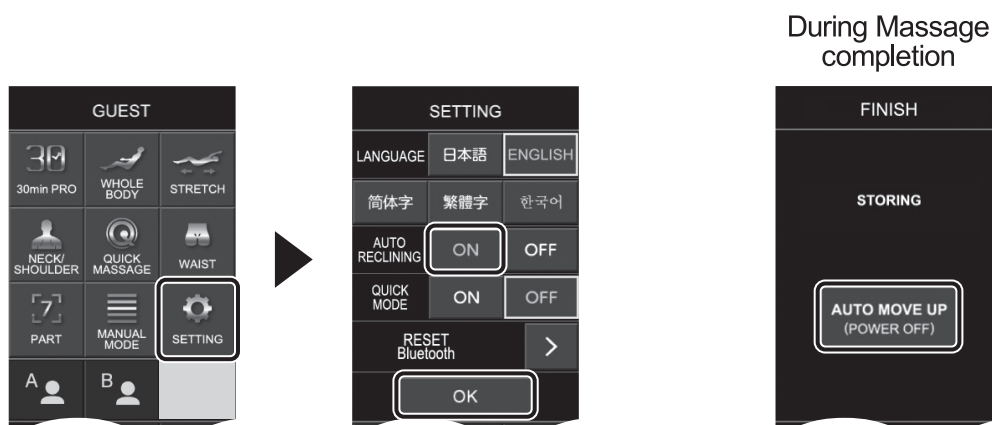 During Massage
completion
GUEST
30
30min PRO
WHOLE
BODY
STRETCH
NECK/
SHOULDER
QUICK
MASSAGE
WAIST
7
PART
MANUAL
MODE
SETTING
A
B
SETTING
LANGUAGE
日本語
ENGLISH
简体字
繁體字
한국어
AUTO
RECLINING
ON
OFF
QUICK
MODE
ON
OFF
RESET
Bluetooth
>
OK
FINISH
STORING
AUTO MOVE UP
(POWER OFF)